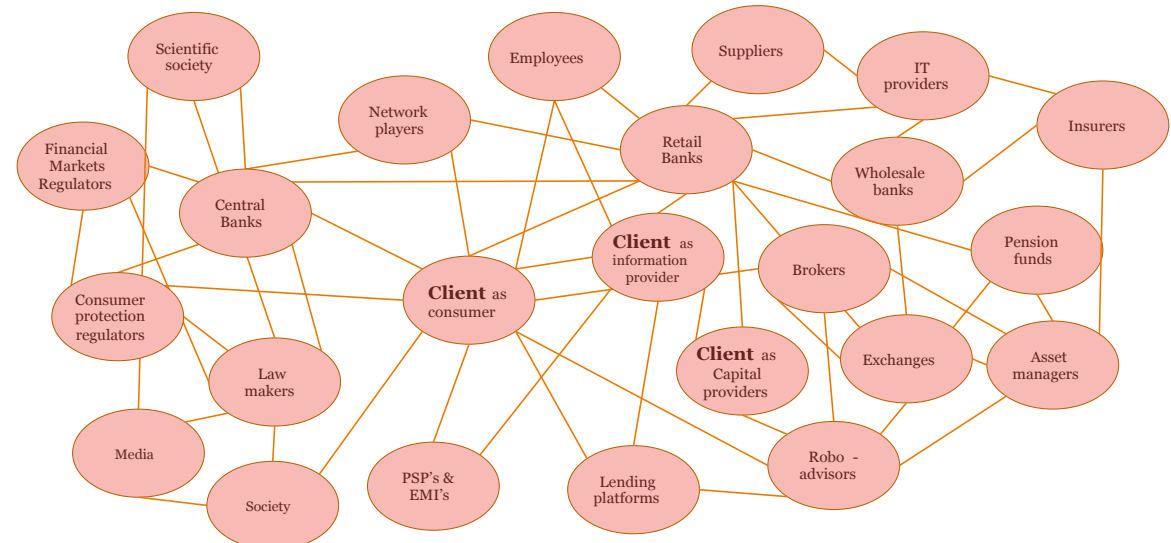 Scientific
society
Employees
Suppliers
IT
providers
Network
players
Retail
Banks
Insurers
Financial
Markets
Regulators
Central
Banks
Wholesale
banks
Client as
information
provider
Brokers
Pension
funds
Client as
consumer
Consumer
protection
regulators
Law
makers
Client as
Capital
providers
Exchanges
Asset
managers
Media
Society
PSP's &
EMI's
Lending
platforms
Robo -
advisors